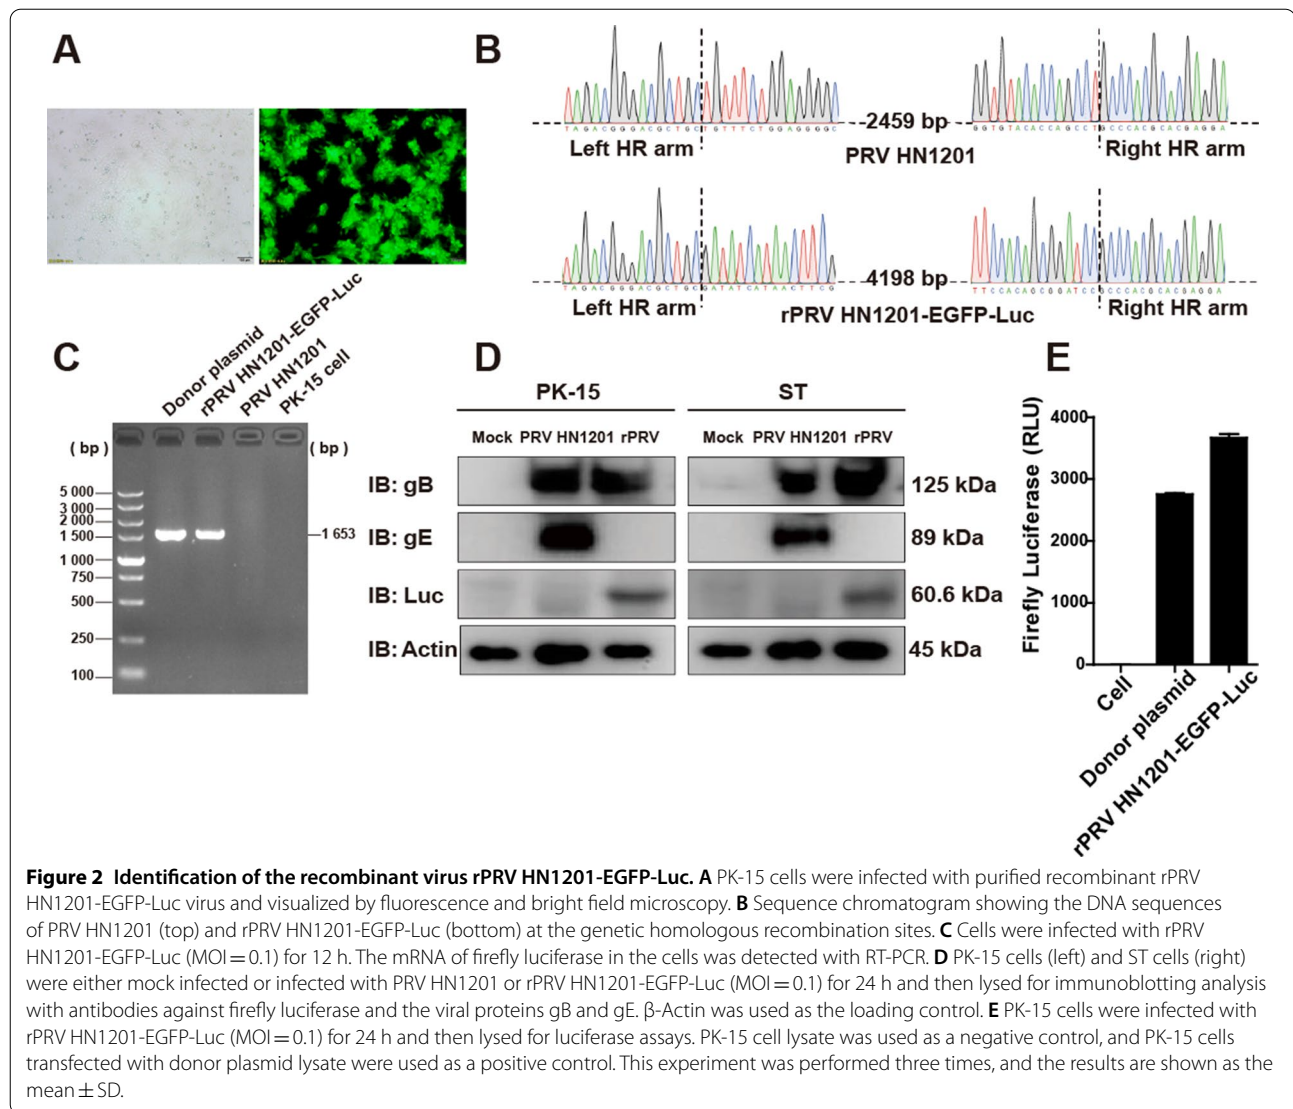 A
B
TAGACGGGACGCTGCTGTTTCTGGAGGGGC
GGTGTACACCAGCCTGCCCACGCACGAGGA
2459 bp
Left HR arm
PRV HN1201
Right HR arm
TAGACGGGACGCTGCGATATCATAACTTCG
TTCCACAGCGGATCCGCCCACGCACGAGGA
4198 bp
Left HR arm
rPRV HN1201-EGFP-Luc
Right HR arm
C
Donor plasmid
rPRV HN1201-EGFP-Luc
PRV HN1201
PK-15 cell
( bp )
( bp )
5 000
3 000
2 000
1 500
1 000
750
500
250
100
1 653
D
PK-15
ST
Mock PRV HN1201 rPRV
Mock PRV HN1201 rPRV
IB: gB
125 kDa
IB: gE
89 kDa
IB: Luc
60.6 kDa
IB: Actin
45 kDa
E
Firefly Luciferase (RLU)
4000
3000
2000
1000
0
Cell
Donor plasmid
rPRV HN1201-EGFP-Luc
Figure 2 Identification of the recombinant virus rPRV HN1201-EGFP-Luc. A PK-15 cells were infected with purified recombinant rPRV
HN1201-EGFP-Luc virus and visualized by fluorescence and bright field microscopy. B Sequence chromatogram showing the DNA sequences
of PRV HN1201 (top) and rPRV HN1201-EGFP-Luc (bottom) at the genetic homologous recombination sites. C Cells were infected with rPRV
HN1201-EGFP-Luc (MOI = 0.1) for 12 h. The mRNA of firefly luciferase in the cells was detected with RT-PCR. D PK-15 cells (left) and ST cells (right)
were either mock infected or infected with PRV HN1201 or rPRV HN1201-EGFP-Luc (MOI = 0.1) for 24 h and then lysed for immunoblotting analysis
with antibodies against firefly luciferase and the viral proteins gB and gE. β-Actin was used as the loading control. E PK-15 cells were infected with
rPRV HN1201-EGFP-Luc (MOI = 0.1) for 24 h and then lysed for luciferase assays. PK-15 cell lysate was used as a negative control, and PK-15 cells
transfected with donor plasmid lysate were used as a positive control. This experiment was performed three times, and the results are shown as the
mean ± SD.